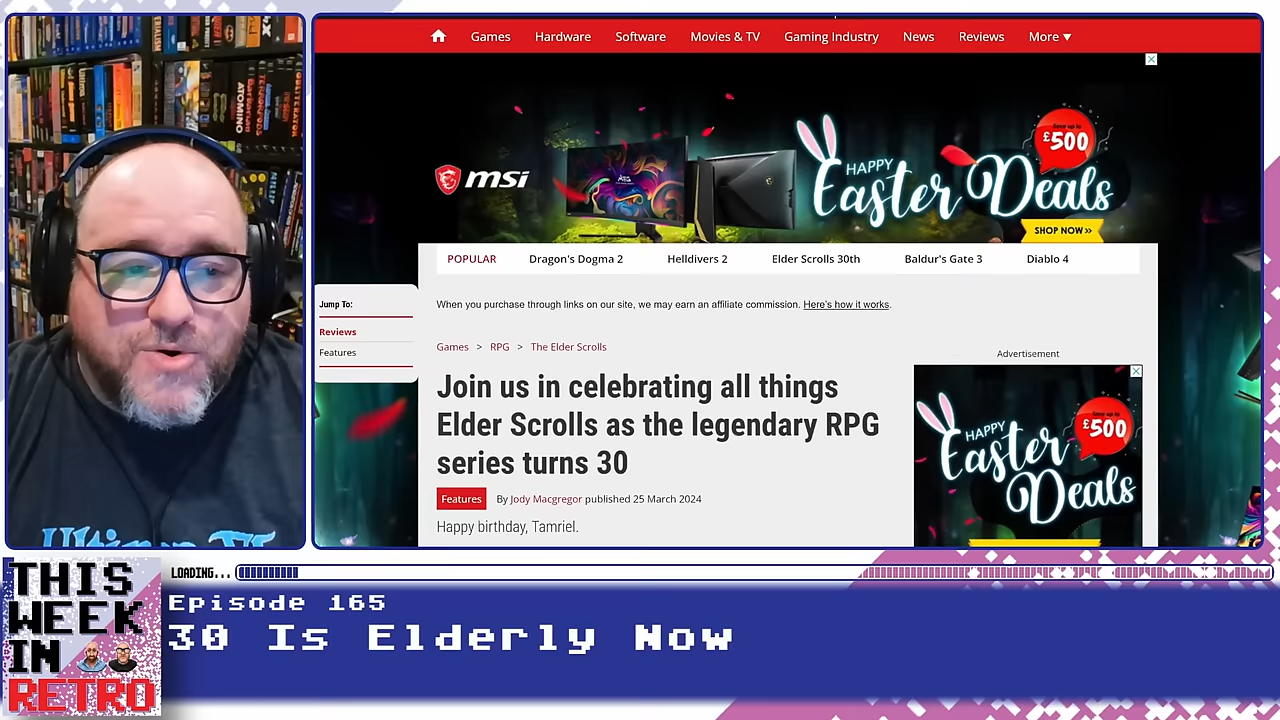 ATOMINO
OBLITERATOR
Games Hardware Software Movies & TV Gaming Industry News Reviews More
msi
HAPPY
Easter Deals
Save up to
£500
SHOP NOW »
POPULAR Dragon's Dogma 2 Helldivers 2 Elder Scrolls 30th Baldur's Gate 3 Diablo 4
Jump To:
Reviews
Features
When you purchase through links on our site, we may earn an affiliate commission. Here's how it works.
Games > RPG > The Elder Scrolls
Join us in celebrating all things
Elder Scrolls as the legendary RPG
series turns 30
Features By Jody Macgregor published 25 March 2024
Happy birthday, Tamriel.
Advertisement
HAPPY
Easter
Deals
Save up to
£500
THIS
WEEK
IN
RETRO
LOADING...
Episode 165
30 Is Elderly Now